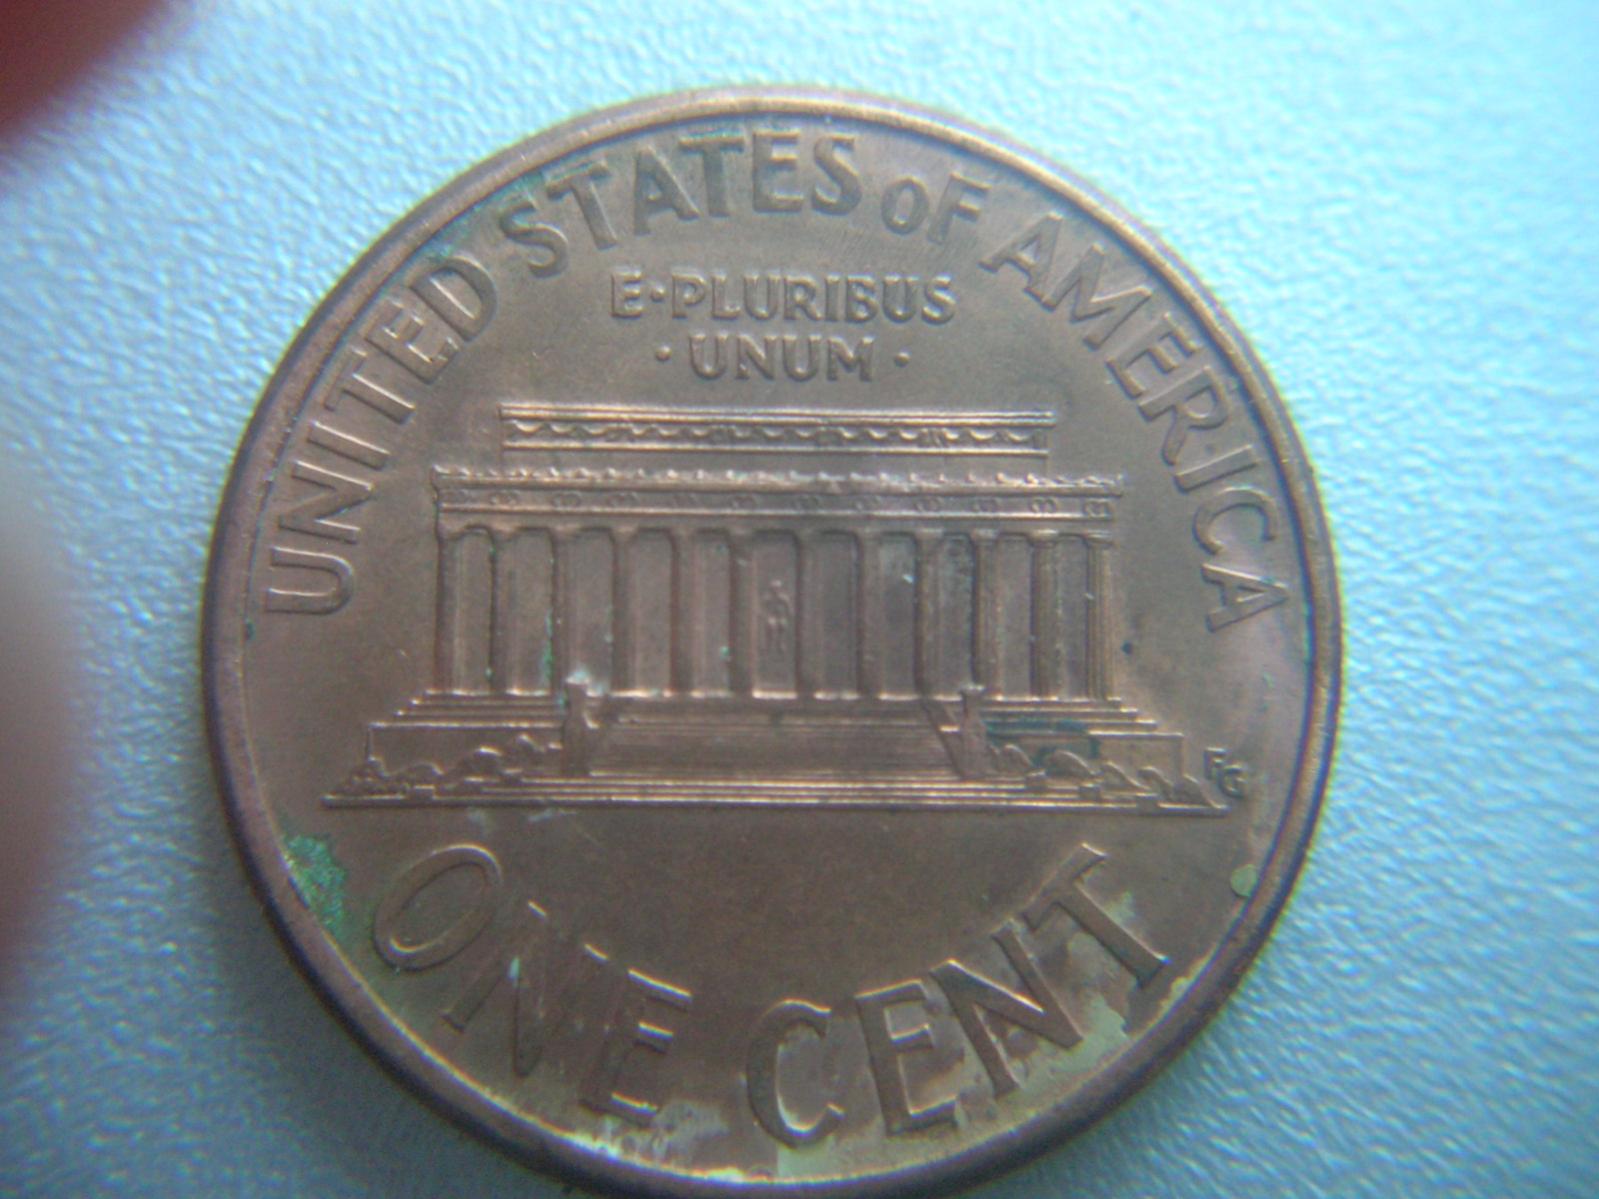 UNITED STATES OF AMERICA
E·PLURIBUS
·UNUM·
FG
ONE CENT